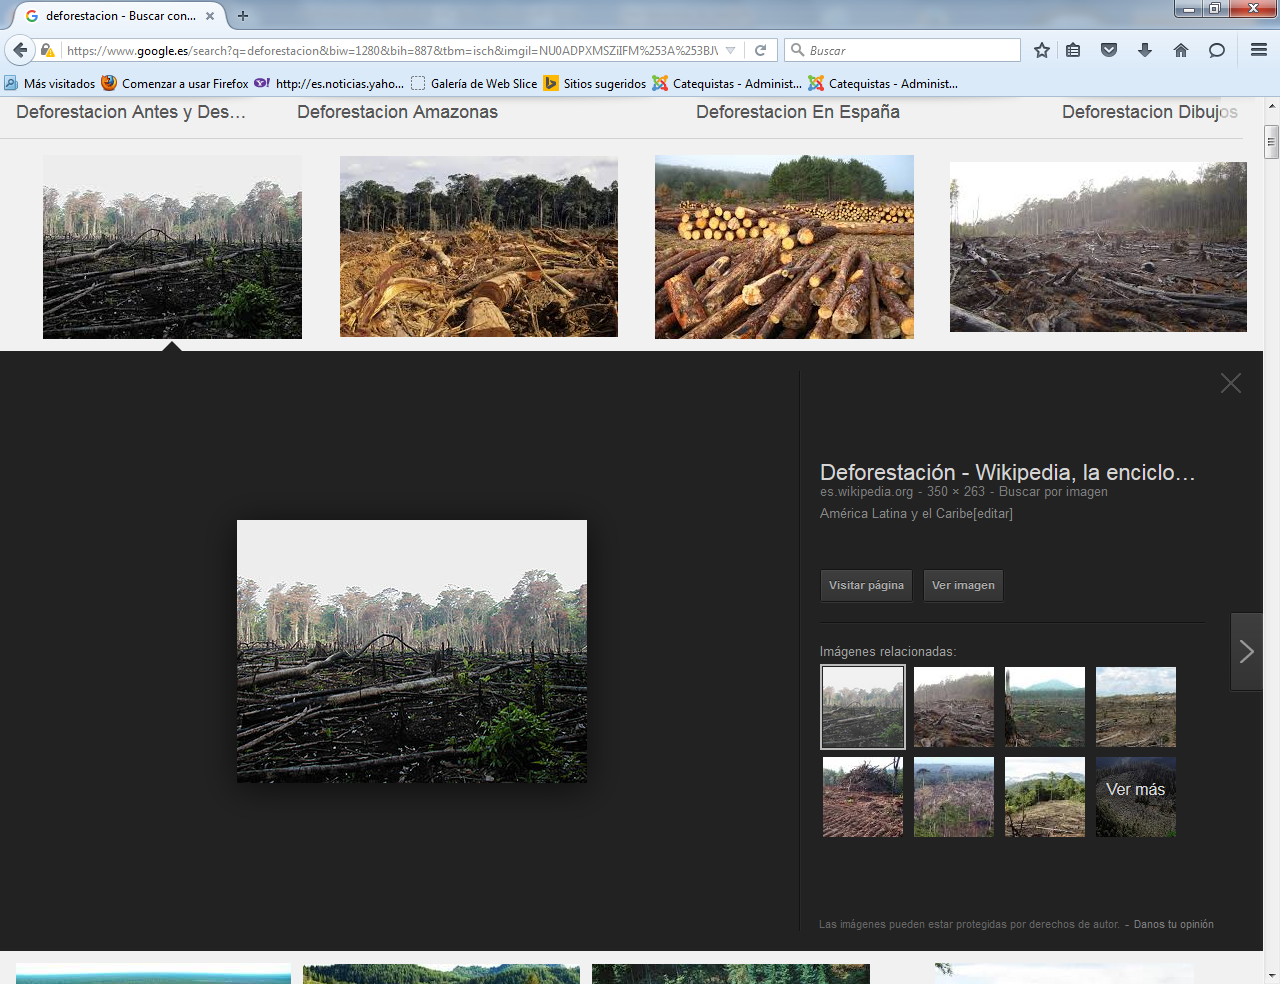 deforestacion - Buscar con...
https://www.google.es/search?q=deforestacion&biw=1280&bih=887&tbm=isch&imgil=NU0ADPXMSZiIFM%253A%253BJV
Buscar
Más visitados
Comenzar a usar Firefox
http://es.noticias.yaho...
Galería de Web Slice
Sitios sugeridos
Catequistas - Administ...
Catequistas - Administ...
Deforestacion Antes y Des...
Deforestacion Amazonas
Deforestacion En España
Deforestacion Dibujos
Deforestación - Wikipedia, la enciclo...
es.wikipedia.org - 350 × 263 - Buscar por imagen
América Latina y el Caribe[editar]
Visitar página
Ver imagen
Imágenes relacionadas:
Ver más
Las imágenes pueden estar protegidas por derechos de autor. - Danos tu opinión